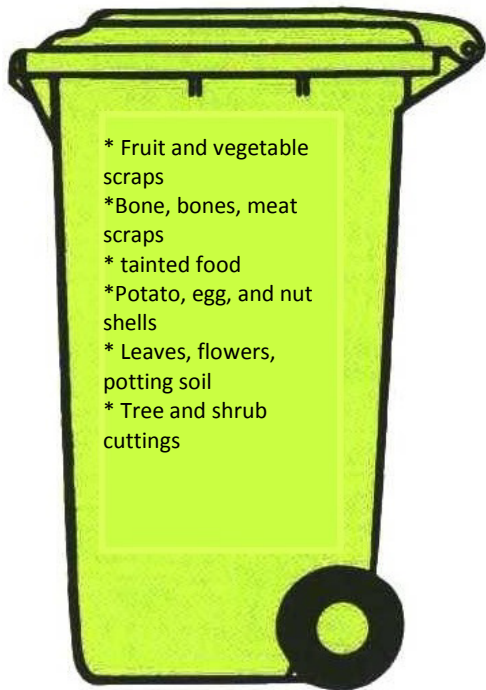 * Fruit and vegetable
scraps
*Bone, bones, meat
scraps
* tainted food
*Potato, egg, and nut
shells
* Leaves, flowers,
potting soil
* Tree and shrub
cuttings